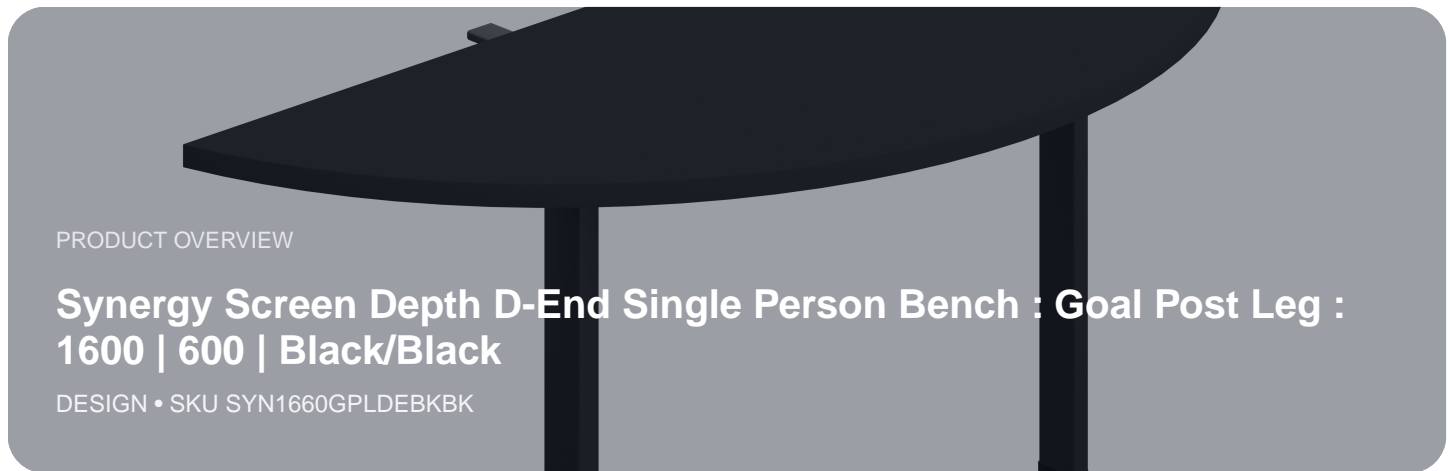 PRODUCT OVERVIEW
Synergy Screen Depth D-End Single Person Bench : Goal Post Leg :
1600 | 600 | Black/Black
DESIGN • SKU SYN1660GPLDEBKBK